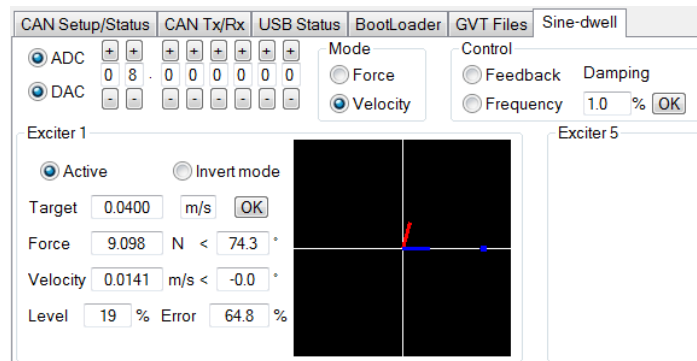 CAN Setup/Status CAN Tx/Rx USB Status BootLoader GVT Files Sine-dwell
ADC + + + + + + + + Mode Control
0 8 . 0 0 0 0 0 0 Force Feedback Damping
DAC - - - - - - - - Velocity Frequency 1.0 % OK
Exciter 1 Exciter 5
Active Invert mode
Target 0.0400 m/s OK
Force 9.098 N < 74.3 °
Velocity 0.0141 m/s < -0.0 °
Level 19 % Error 64.8 %